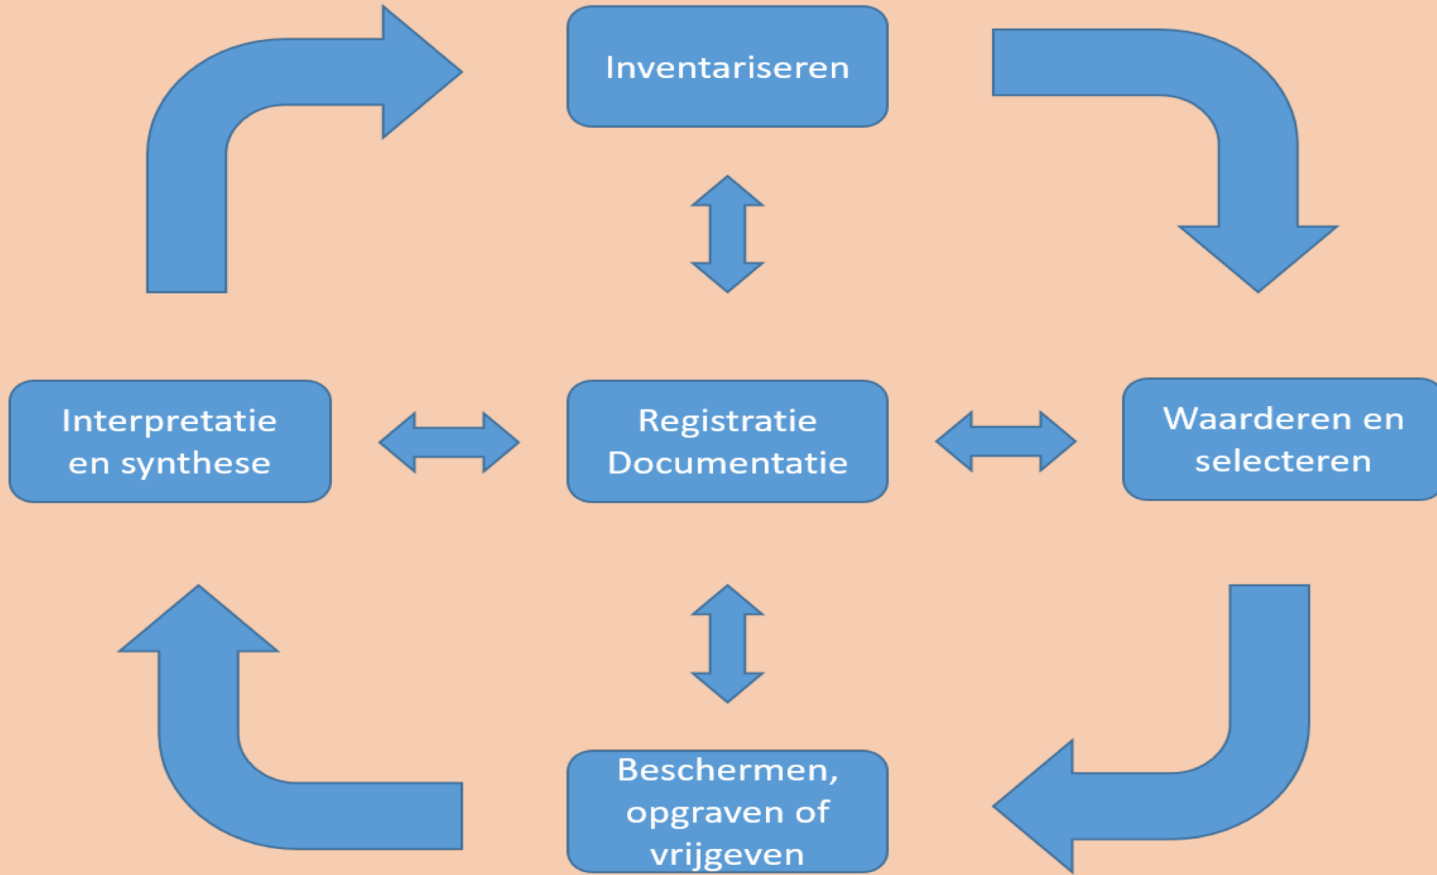 Inventariseren
Interpretatie
en synthese
Registratie
Documentatie
Waarderen en
selecteren
Beschermen,
opgraven of
vrijgeven